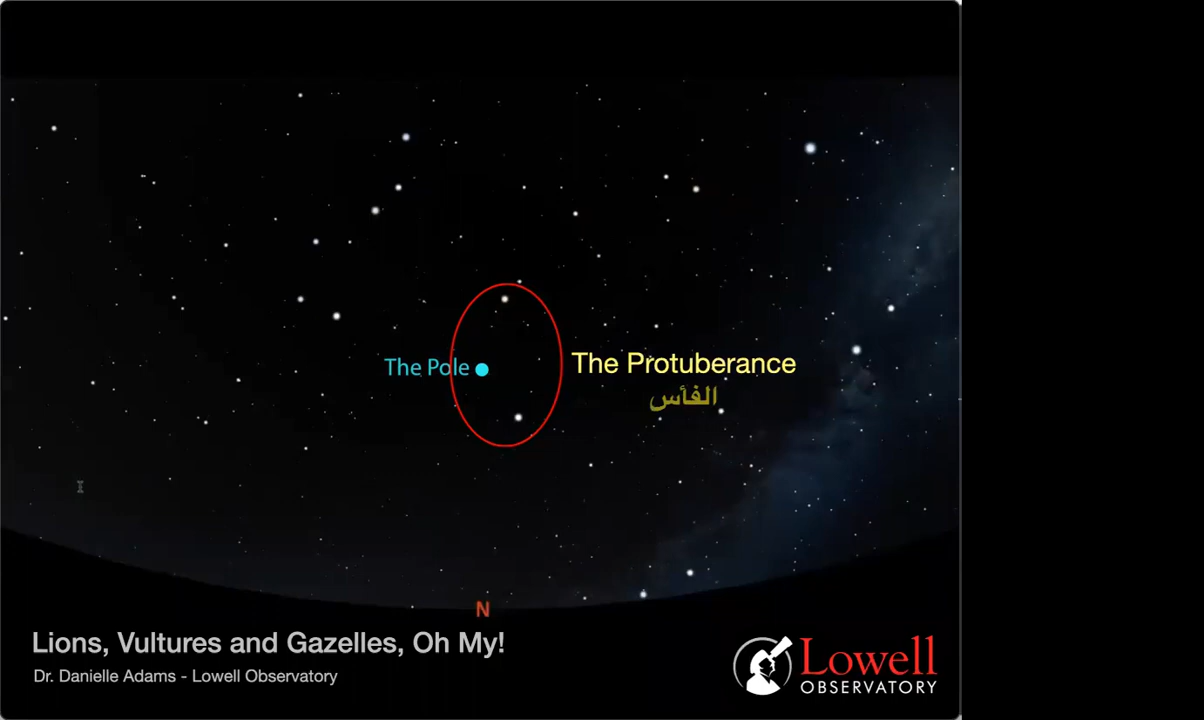 The Pole
The Protuberance
الفأس
N
Lions, Vultures and Gazelles, Oh My!
Dr. Danielle Adams - Lowell Observatory
Lowell
OBSERVATORY